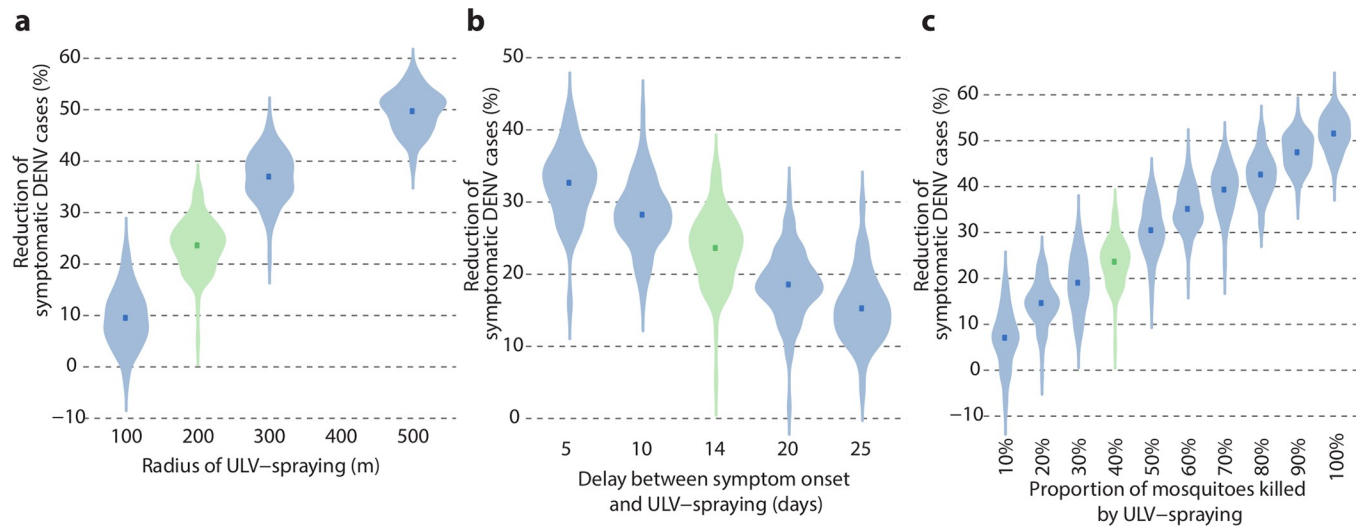 a
Reduction of
symptomatic DENV cases (%)
60
50
40
30
20
10
0
−10
100 200 300 400 500
Radius of ULV−spraying (m)
b
Reduction of
symptomatic DENV cases (%)
50
40
30
20
10
0
5 10 14 20 25
Delay between symptom onset
and ULV−spraying (days)
c
Reduction of
symptomatic DENV cases (%)
60
50
40
30
20
10
0
−10
10% 20% 30% 40% 50% 60% 70% 80% 90% 100%
Proportion of mosquitoes killed
by ULV−spraying